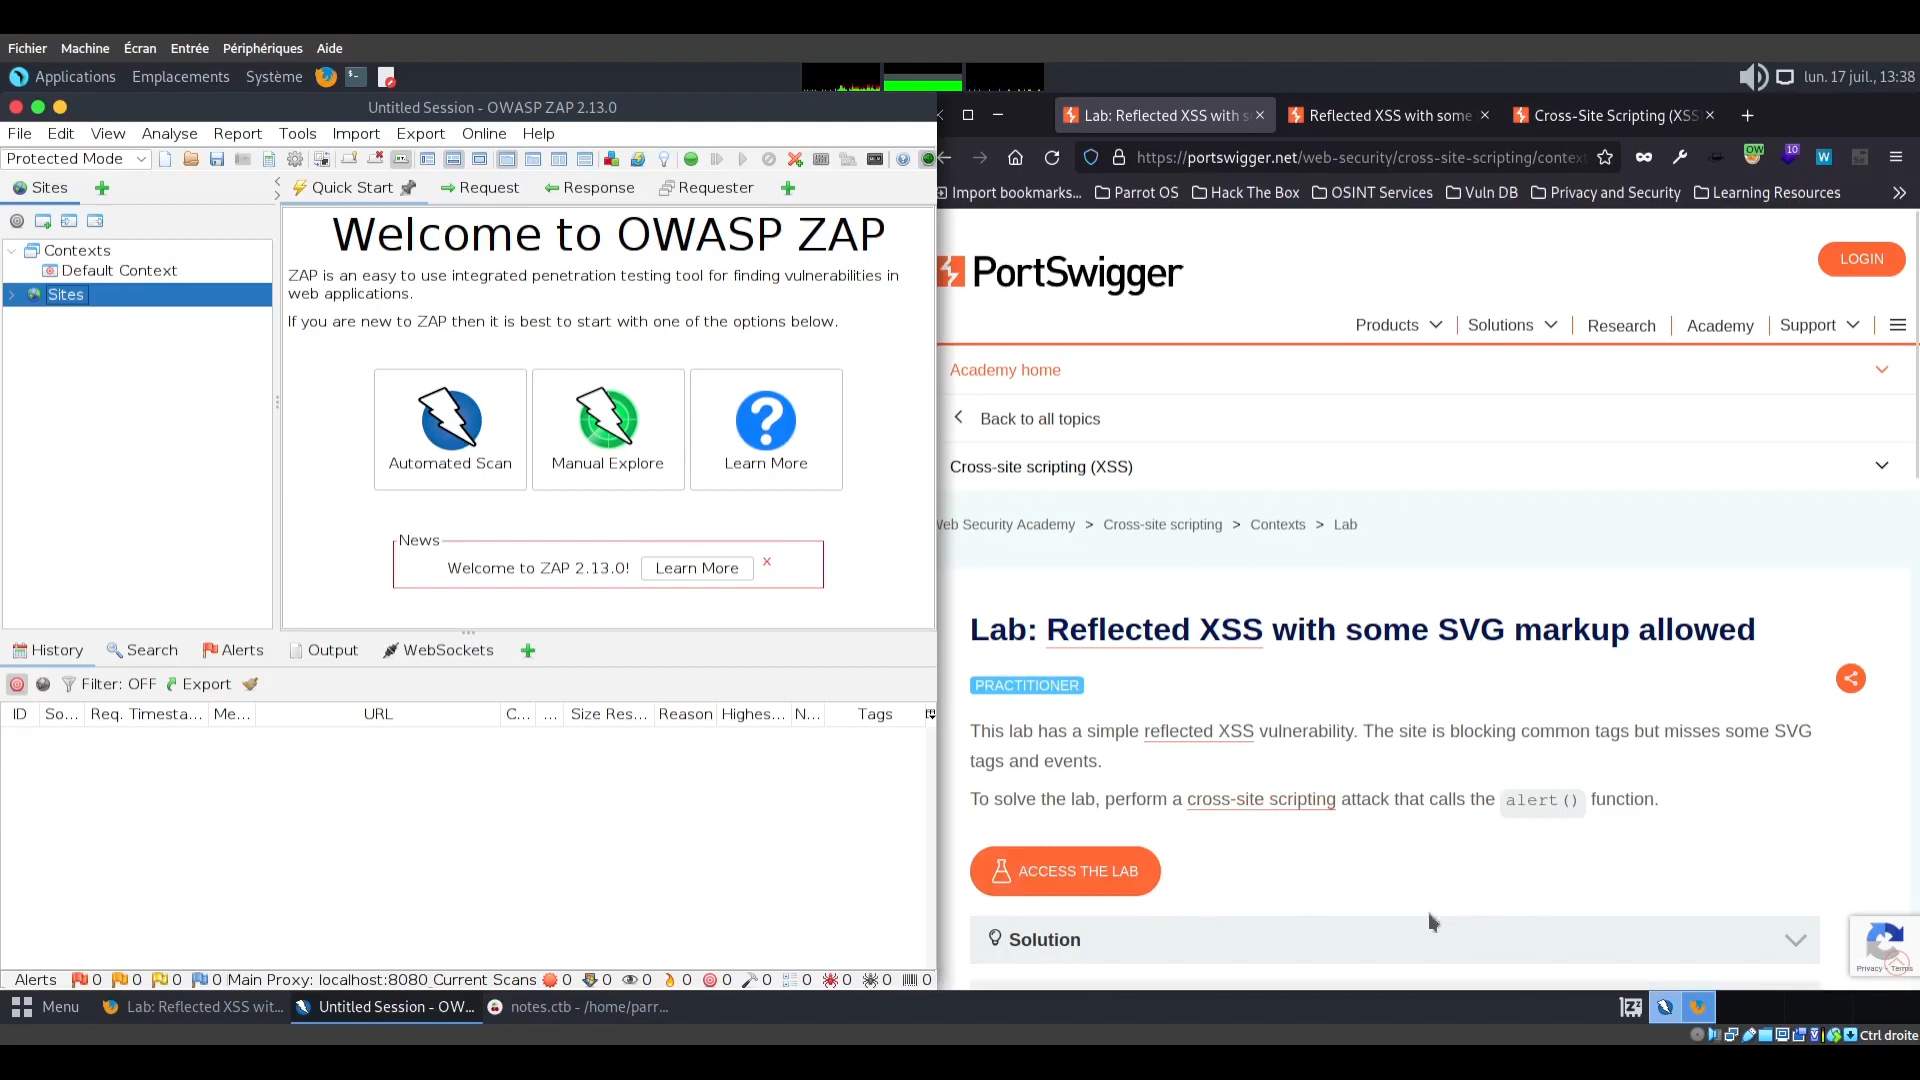 Fichier Machine Écran Entrée Périphériques Aide
Applications Emplacements Système
lun. 17 juil., 13:38
Untitled Session - OWASP ZAP 2.13.0
File Edit View Analyse Report Tools Import Export Online Help
Protected Mode
Sites
Quick Start Request Response Requester
Contexts
Default Context
Sites
Welcome to OWASP ZAP
ZAP is an easy to use integrated penetration testing tool for finding vulnerabilities in
web applications.
If you are new to ZAP then it is best to start with one of the options below.
Automated Scan Manual Explore Learn More
News
Welcome to ZAP 2.13.0! Learn More X
History Search Alerts Output WebSockets
Filter: OFF Export
ID So... Req. Timesta... Me... URL C... ... Size Res... Reason Highes... N... Tags
Alerts 0 0 0 0 Main Proxy: localhost:8080 Current Scans 0 0 0 0 0 0 0 0 0 0
Lab: Reflected XSS with s Reflected XSS with some Cross-Site Scripting (XSS
https://portswigger.net/web-security/cross-site-scripting/context
OW 10 W
Import bookmarks... Parrot OS Hack The Box OSINT Services Vuln DB Privacy and Security Learning Resources
PortSwigger
LOGIN
Products Solutions Research Academy Support
Academy home
Back to all topics
Cross-site scripting (XSS)
Web Security Academy > Cross-site scripting > Contexts > Lab
Lab: Reflected XSS with some SVG markup allowed
PRACTITIONER
This lab has a simple reflected XSS vulnerability. The site is blocking common tags but misses some SVG
tags and events.
To solve the lab, perform a cross-site scripting attack that calls the alert() function.
ACCESS THE LAB
Solution
Privacy - Terms
Menu Lab: Reflected XSS wit... Untitled Session - OW... notes.ctb - /home/parr...
Ctrl droite